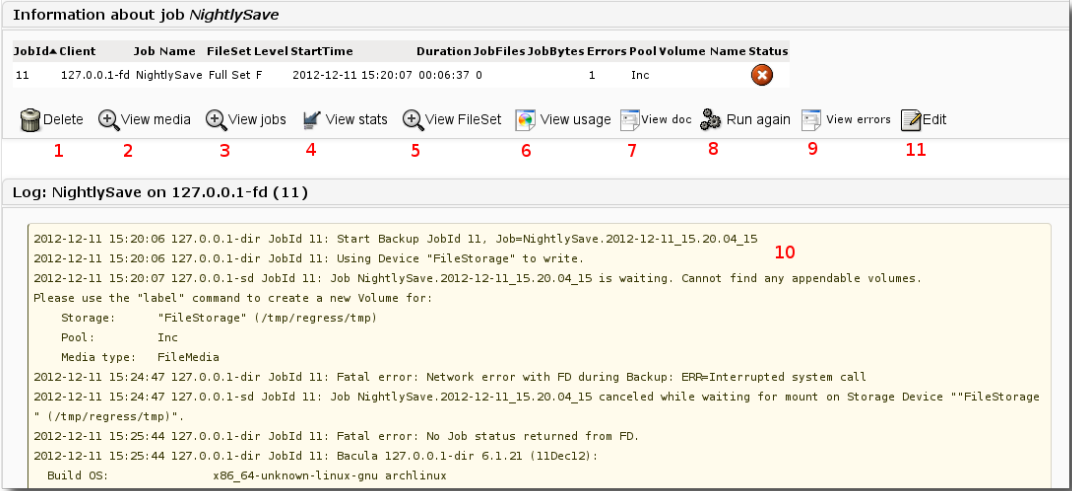 Information about job NightlySave
JobId▲ Client Job Name FileSet Level StartTime Duration JobFiles JobBytes Errors Pool Volume Name Status
11 127.0.0.1-fd NightlySave Full Set F 2012-12-11 15:20:07 00:06:37 0 1 Inc
Delete View media View jobs View stats View FileSet View usage View doc Run again View errors Edit
1 2 3 4 5 6 7 8 9 11
Log: NightlySave on 127.0.0.1-fd (11)
2012-12-11 15:20:06 127.0.0.1-dir JobId 11: Start Backup JobId 11, Job=NightlySave.2012-12-11_15.20.04_15
10
2012-12-11 15:20:06 127.0.0.1-dir JobId 11: Using Device "FileStorage" to write.
2012-12-11 15:20:07 127.0.0.1-sd JobId 11: Job NightlySave.2012-12-11_15.20.04_15 is waiting. Cannot find any appendable volumes.
Please use the "label" command to create a new Volume for:
Storage: "FileStorage" (/tmp/regress/tmp)
Pool: Inc
Media type: FileMedia
2012-12-11 15:24:47 127.0.0.1-dir JobId 11: Fatal error: Network error with FD during Backup: ERR=Interrupted system call
2012-12-11 15:24:47 127.0.0.1-sd JobId 11: Job NightlySave.2012-12-11_15.20.04_15 canceled while waiting for mount on Storage Device ""FileStorage
" (/tmp/regress/tmp)".
2012-12-11 15:25:44 127.0.0.1-dir JobId 11: Fatal error: No Job status returned from FD.
2012-12-11 15:25:44 127.0.0.1-dir JobId 11: Bacula 127.0.0.1-dir 6.1.21 (11Dec12):
Build OS: x86_64-unknown-linux-gnu archlinux